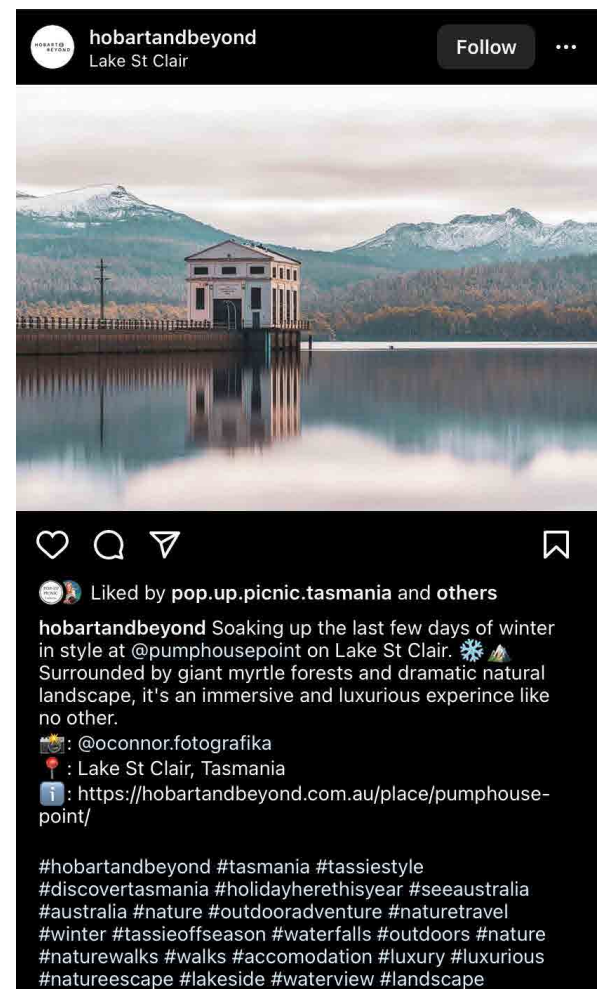 HOBART&
BEYOND
hobartandbeyond
Lake St Clair
Follow
Liked by pop.up.picnic.tasmania and others
hobartandbeyond Soaking up the last few days of winter
in style at @pumphousepoint on Lake St Clair. ❄️🏔️
Surrounded by giant myrtle forests and dramatic natural
landscape, it's an immersive and luxurious experince like
no other.
📸: @oconnor.fotografika
📍: Lake St Clair, Tasmania
ℹ️: https://hobartandbeyond.com.au/place/pumphouse-
point/
#hobartandbeyond #tasmania #tassiestyle
#discovertasmania #holidayherethisyear #seeaustralia
#australia #nature #outdooradventure #naturetravel
#winter #tassieoffseason #waterfalls #outdoors #nature
#naturewalks #walks #accomodation #luxury #luxurious
#natureescape #lakeside #waterview #landscape